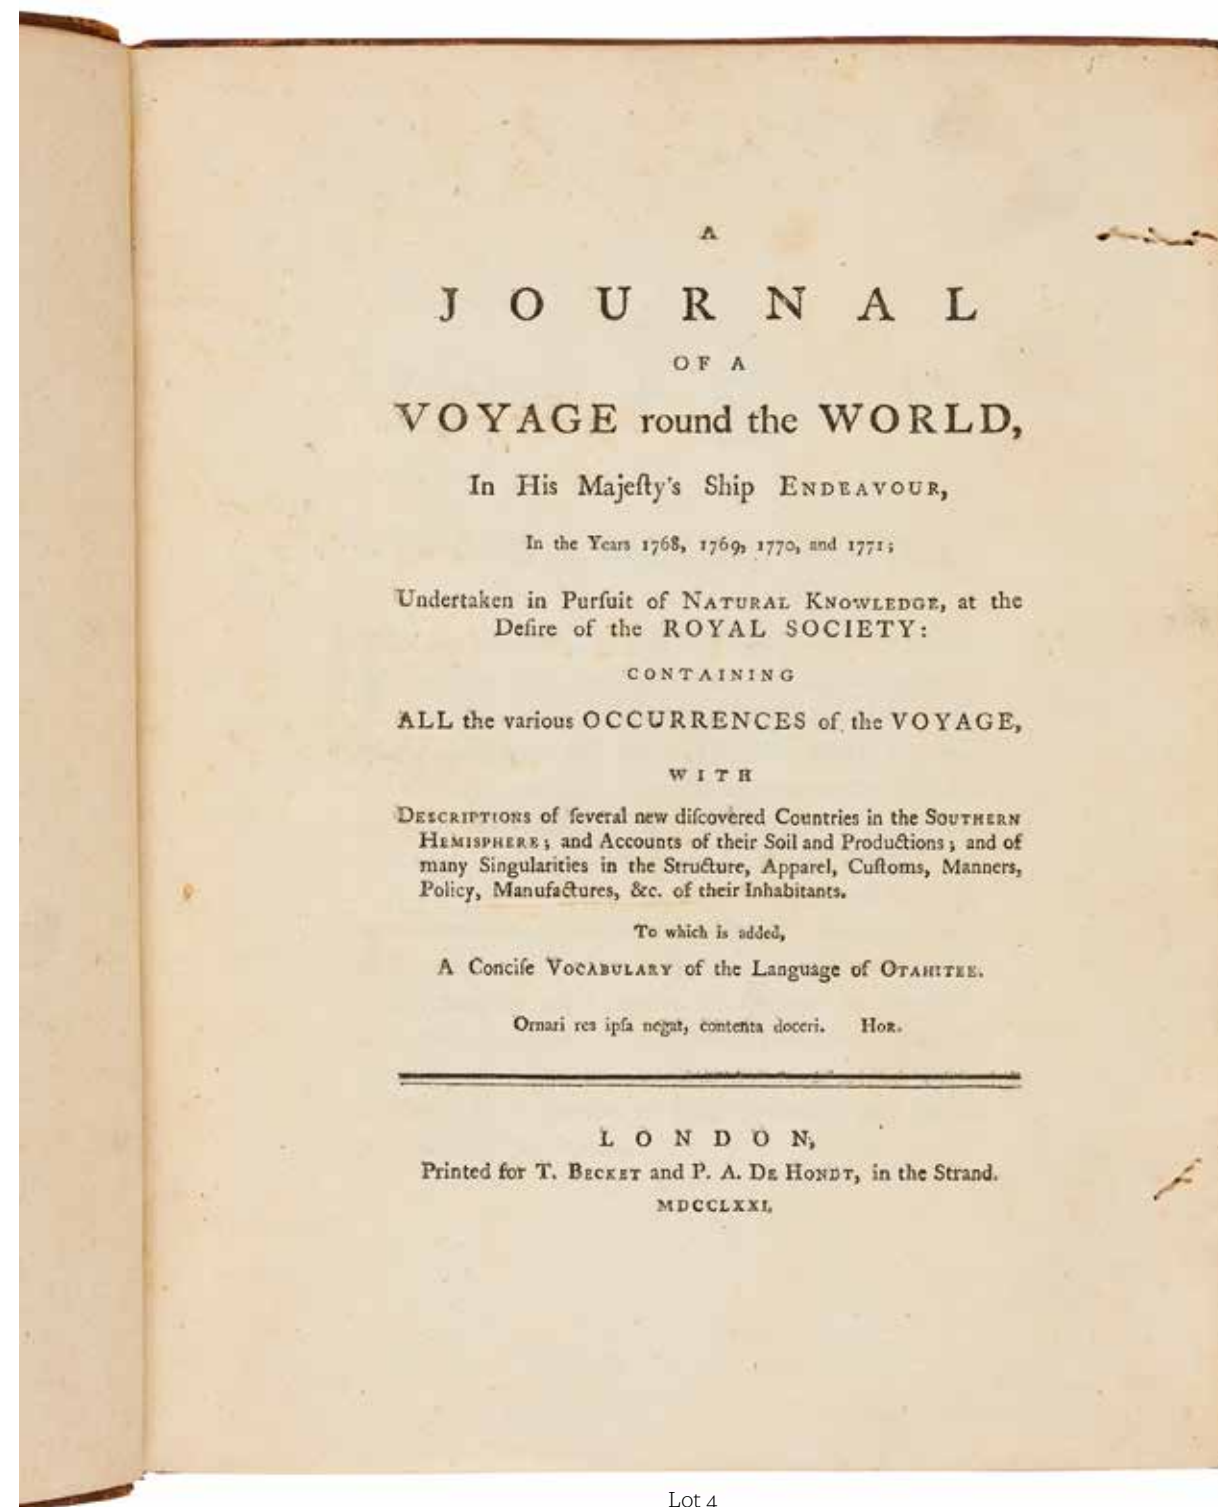 A
JOURNAL
OF A
VOYAGE round the WORLD,
In His Majeſty's Ship ENDEAVOUR,
In the Years 1768, 1769, 1770, and 1771;
Undertaken in Purſuit of NATURAL KNOWLEDGE, at the
Deſire of the ROYAL SOCIETY:
CONTAINING
ALL the various OCCURRENCES of the VOYAGE,
WITH
DESCRIPTIONS of ſeveral new diſcovered Countries in the SOUTHERN
HEMISPHERE; and Accounts of their Soil and Productions; and of
many Singularities in the Structure, Apparel, Cuſtoms, Manners,
Policy, Manufactures, &c. of their Inhabitants.
To which is added,
A Conciſe VOCABULARY of the Language of OTAHITEE.
Ornari res ipſa negat, contenta doceri. HOR.
LONDON,
Printed for T. BECKET and P. A. DE HONDT, in the Strand.
MDCCLXXI.
Lot 4